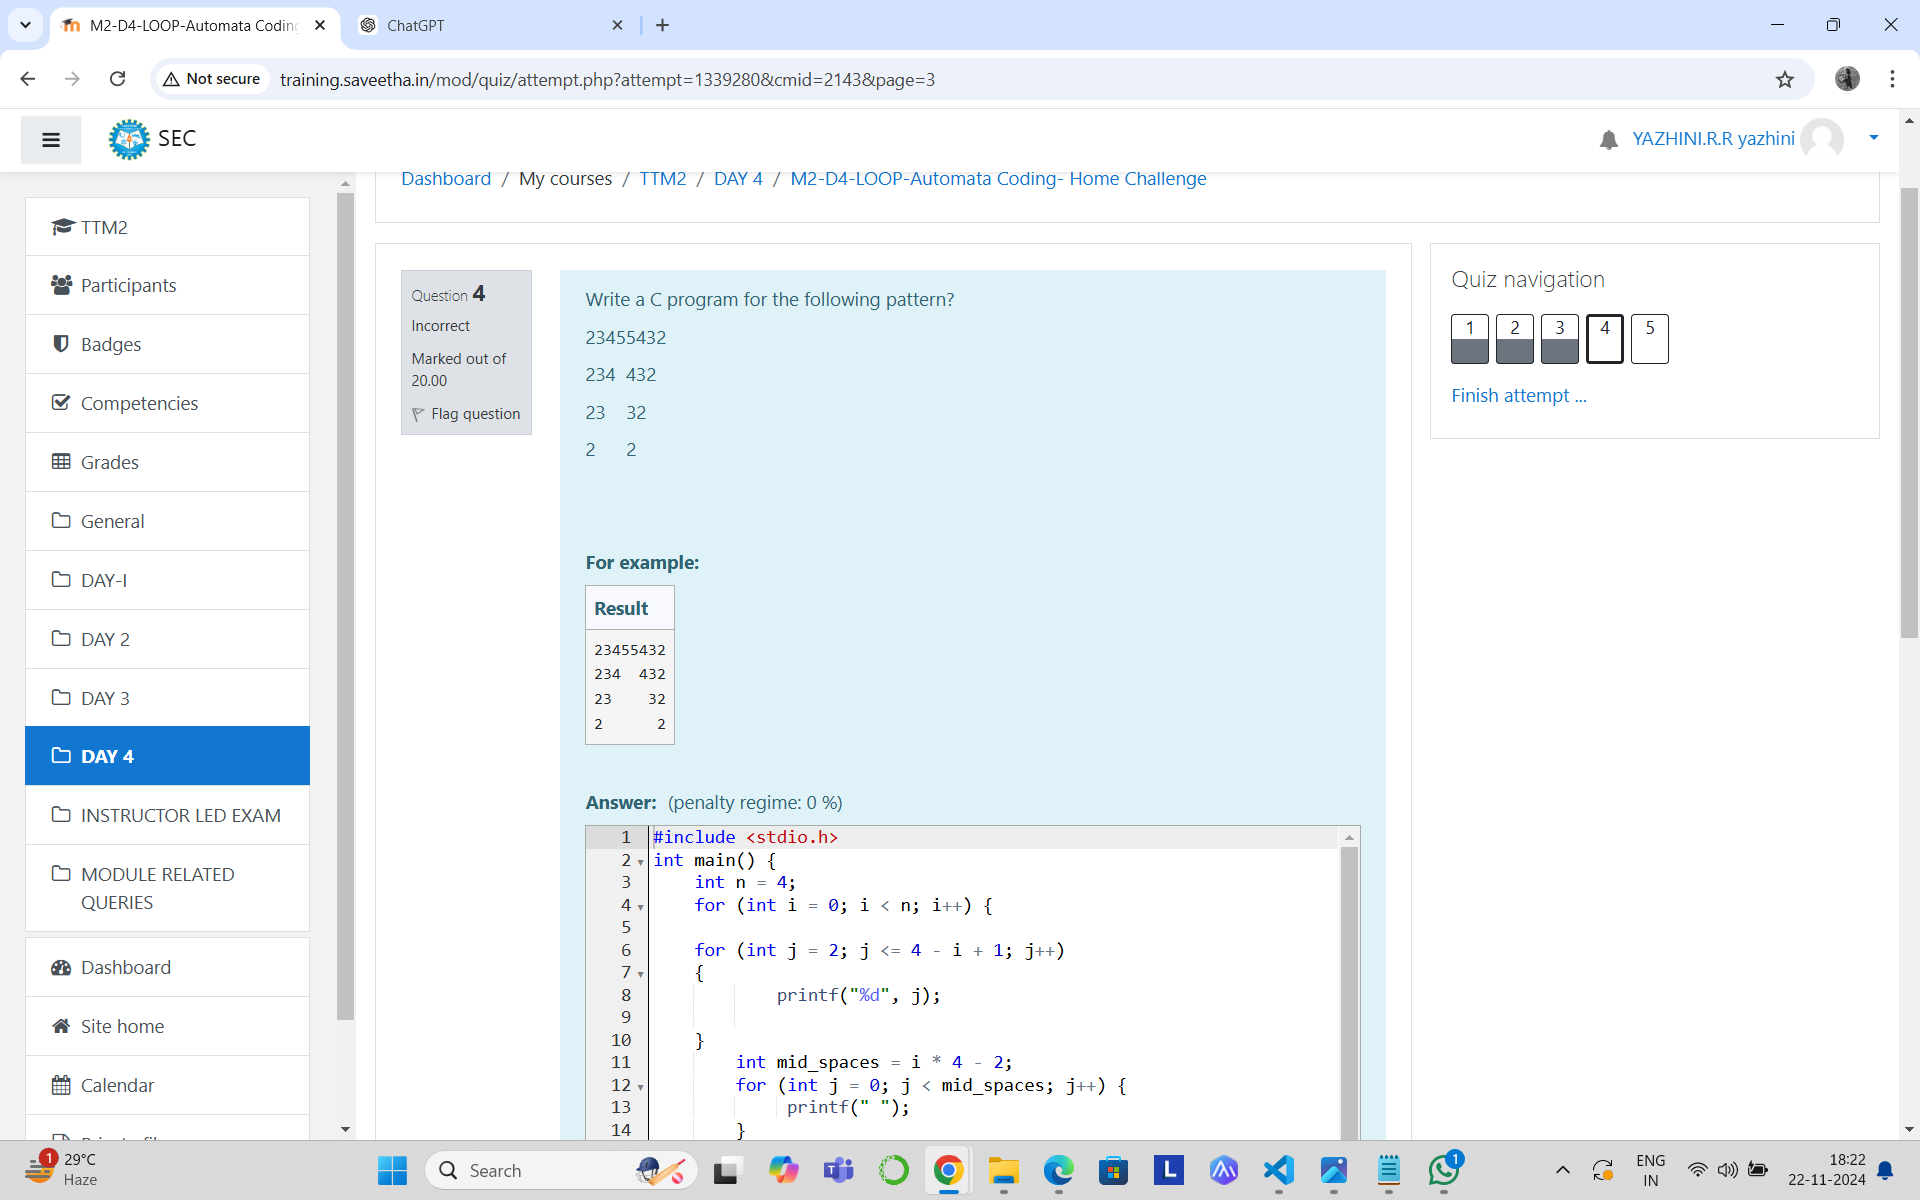 M2-D4-LOOP-Automata Coding
ChatGPT
Not secure
training.saveetha.in/mod/quiz/attempt.php?attempt=1339280&cmid=2143&page=3
SEC
YAZHINI.R.R yazhini
Dashboard / My courses / TTM2 / DAY 4 / M2-D4-LOOP-Automata Coding- Home Challenge
TTM2
Participants
Badges
Competencies
Grades
General
DAY-I
DAY 2
DAY 3
DAY 4
INSTRUCTOR LED EXAM
MODULE RELATED
QUERIES
Dashboard
Site home
Calendar
Question 4
Incorrect
Marked out of
20.00
Flag question
Write a C program for the following pattern?
23455432
234  432
23    32
2      2
For example:
Result
23455432
234  432
23    32
2      2
Answer: (penalty regime: 0 %)
1 #include <stdio.h>
2 int main() {
3     int n = 4;
4     for (int i = 0; i < n; i++) {
5
6     for (int j = 2; j <= 4 - i + 1; j++)
7     {
8             printf("%d", j);
9
10     }
11         int mid_spaces = i * 4 - 2;
12         for (int j = 0; j < mid_spaces; j++) {
13              printf(" ");
14         }
Quiz navigation
1 2 3 4 5
Finish attempt ...
1
29°C
Haze
Search
1
ENG
IN
18:22
22-11-2024